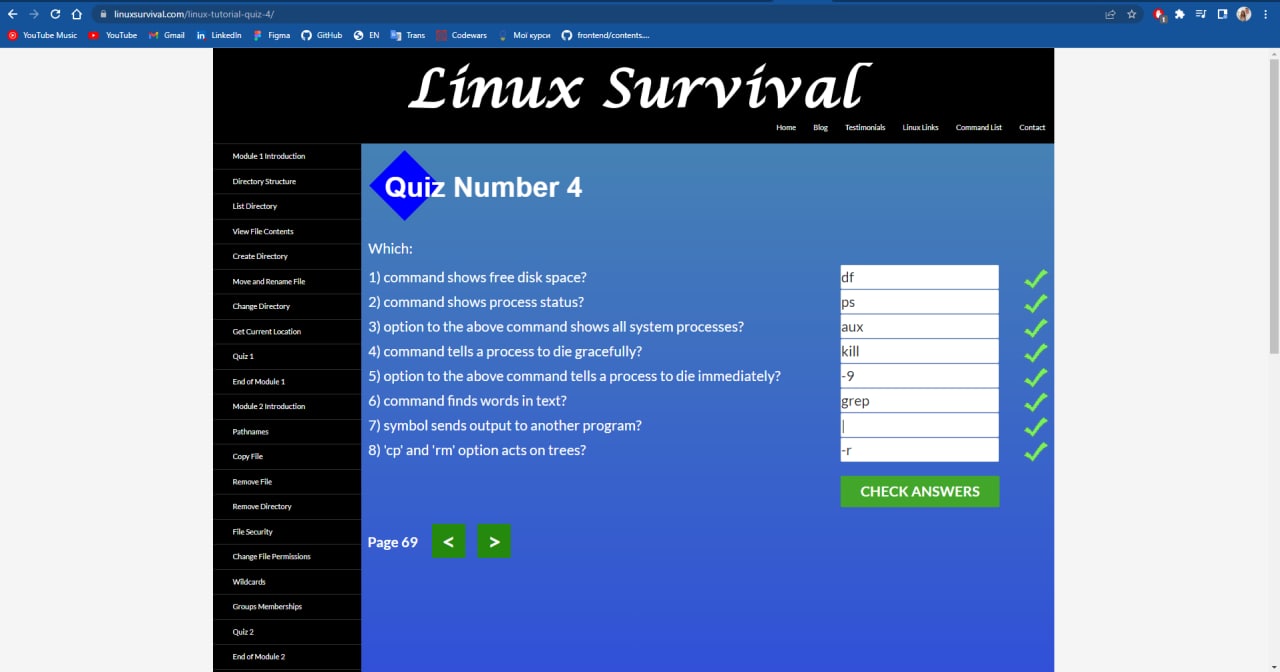 linuxsurvival.com/linux-tutorial-quiz-4/
1
YouTube Music YouTube Gmail LinkedIn Figma GitHub EN Trans Codewars Мої курси frontend/contents....
Linux Survival
Home Blog Testimonials Linux Links Command List Contact
Module 1 Introduction
Directory Structure
List Directory
View File Contents
Create Directory
Move and Rename File
Change Directory
Get Current Location
Quiz 1
End of Module 1
Module 2 Introduction
Pathnames
Copy File
Remove File
Remove Directory
File Security
Change File Permissions
Wildcards
Groups Memberships
Quiz 2
End of Module 2
Quiz Number 4
Which:
1) command shows free disk space? df
2) command shows process status? ps
3) option to the above command shows all system processes? aux
4) command tells a process to die gracefully? kill
5) option to the above command tells a process to die immediately? -9
6) command finds words in text? grep
7) symbol sends output to another program? |
8) 'cp' and 'rm' option acts on trees? -r
CHECK ANSWERS
Page 69 < >